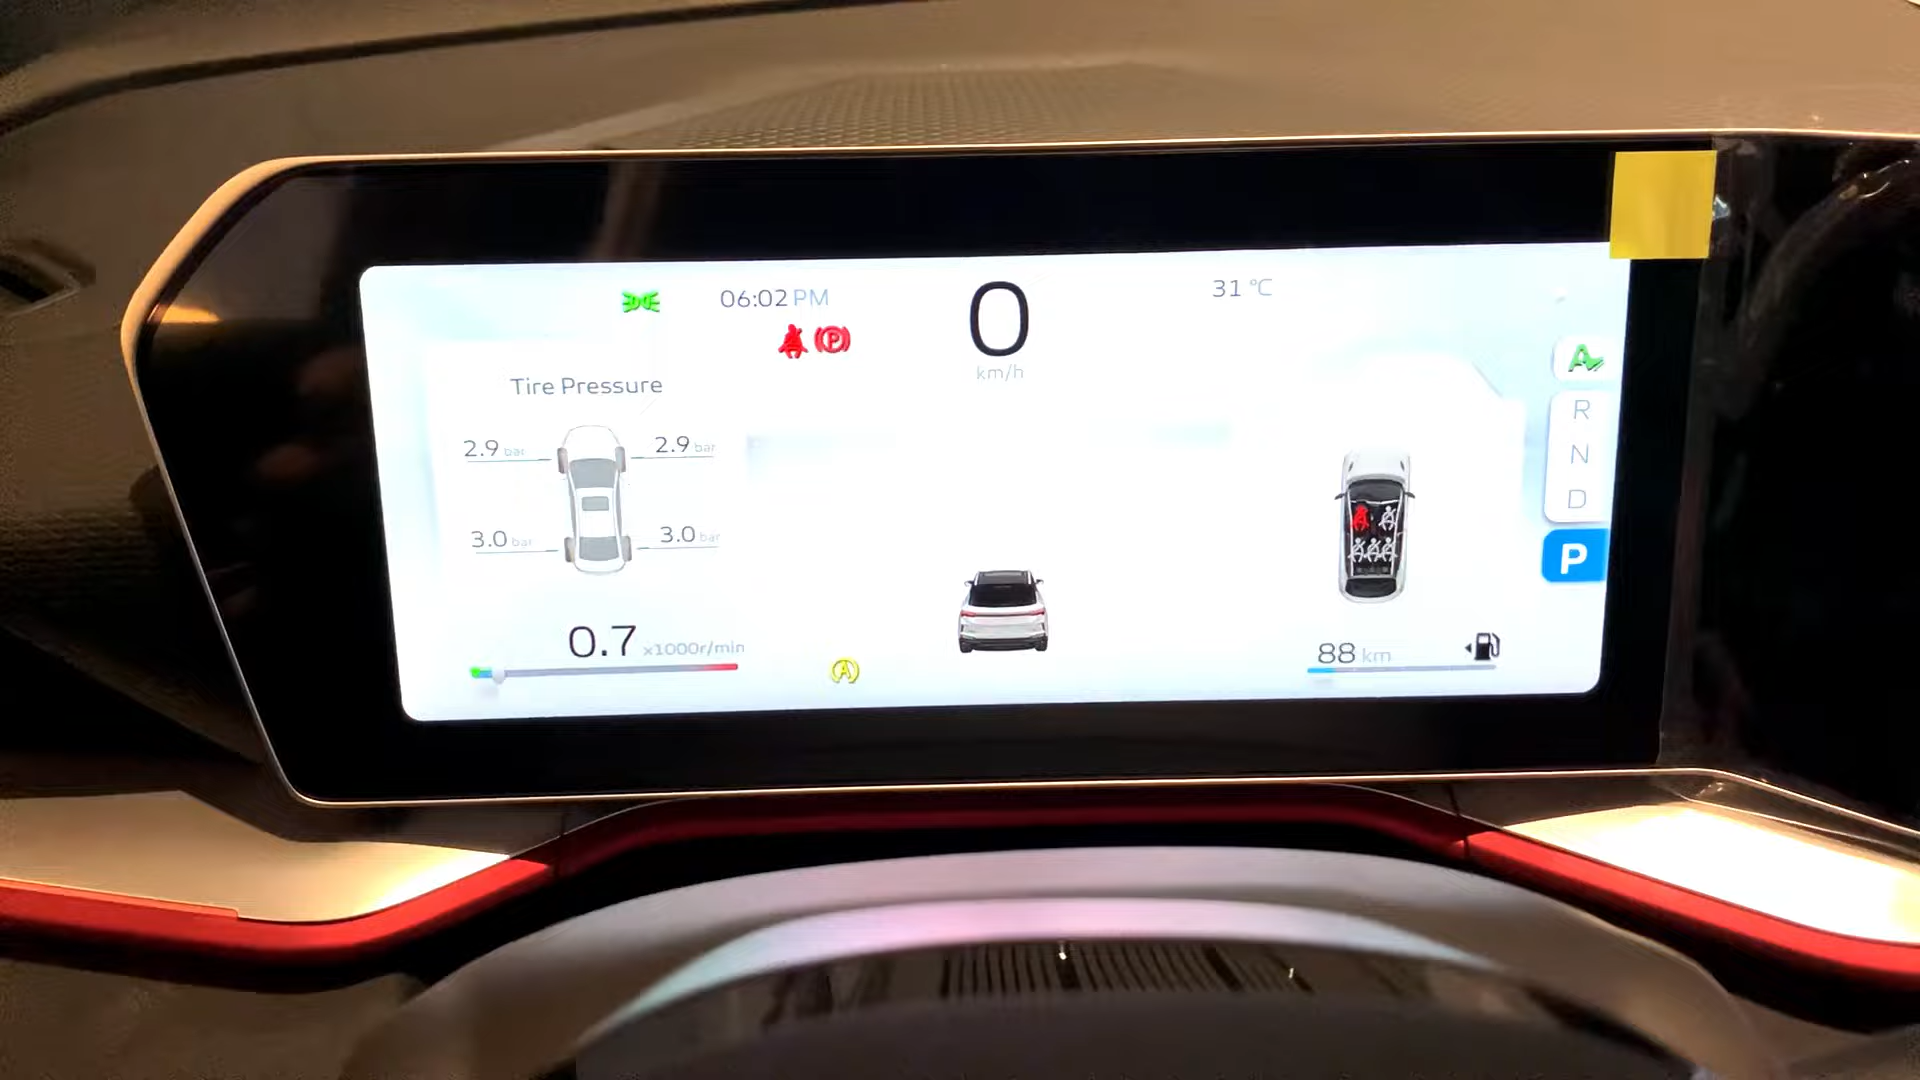 06:02 PM
0
km/h
31 °C
P
Tire Pressure
2.9 bar
2.9 bar
3.0 bar
3.0 bar
0.7 x1000r/min
A
88 km
A
R
N
D
P